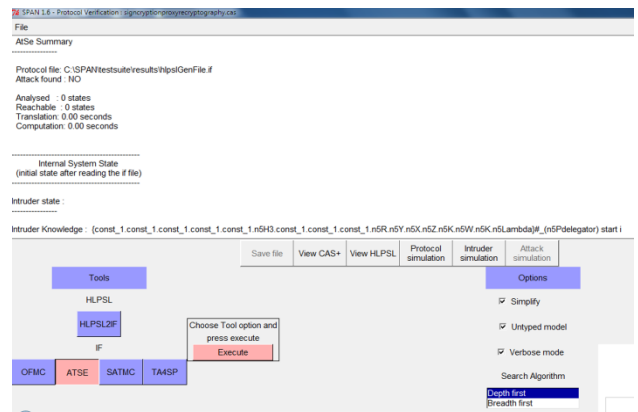 SPAN 1.6 - Protocol Verification : signcryptionproxyrecryptography.cas
File
AtSe Summary
Protocol file: C:\SPAN\testsuite\results\hlpslGenFile.if
Attack found : NO
Analysed : 0 states
Reachable : 0 states
Translation: 0.00 seconds
Computation: 0.00 seconds
Internal System State
(initial state after reading the if file)
Intruder state :
Intruder Knowledge : {const_1.const_1.const_1.const_1.const_1.n5H3.const_1.const_1.const_1.n5R.n5Y.n5X.n5Z.n5K.n5W.n5K.n5Lambda}#_(n5Pdelegator) start i
Save file View CAS+ View HLPSL Protocol simulation Intruder simulation Attack simulation
Tools
HLPSL
HLPSL2IF
IF
OFMC ATSE SATMC TA4SP
Choose Tool option and
press execute
Execute
Options
Simplify
Untyped model
Verbose mode
Search Algorithm
Depth first
Breadth first